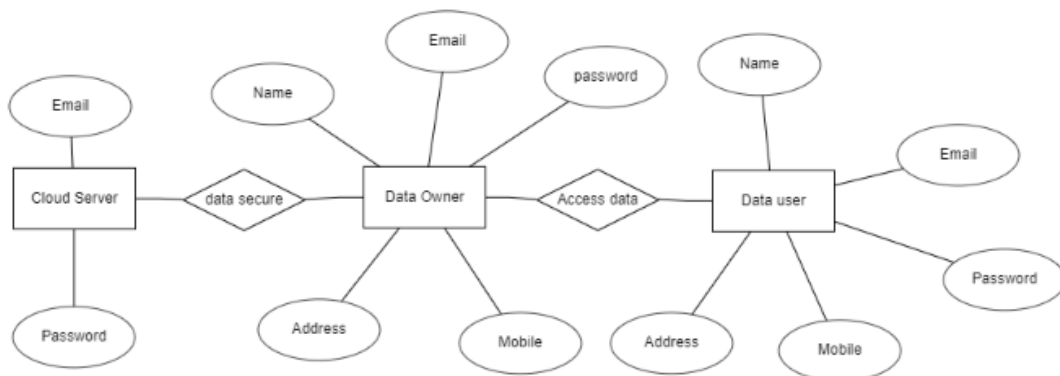 Email
Name
Name
password
Email
Email
Cloud Server
data secure
Data Owner
Access data
Data user
Password
Address
Mobile
Password
Address
Mobile